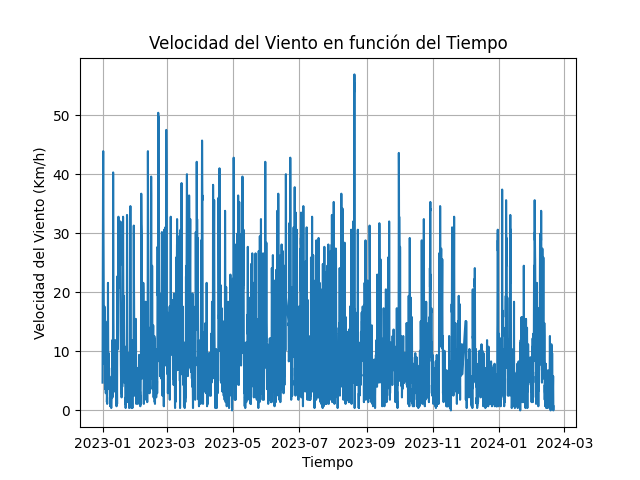 Velocidad del Viento en función del Tiempo
Velocidad del Viento (Km/h)
50
40
30
20
10
0
2023-01 2023-03 2023-05 2023-07 2023-09 2023-11 2024-01 2024-03
Tiempo